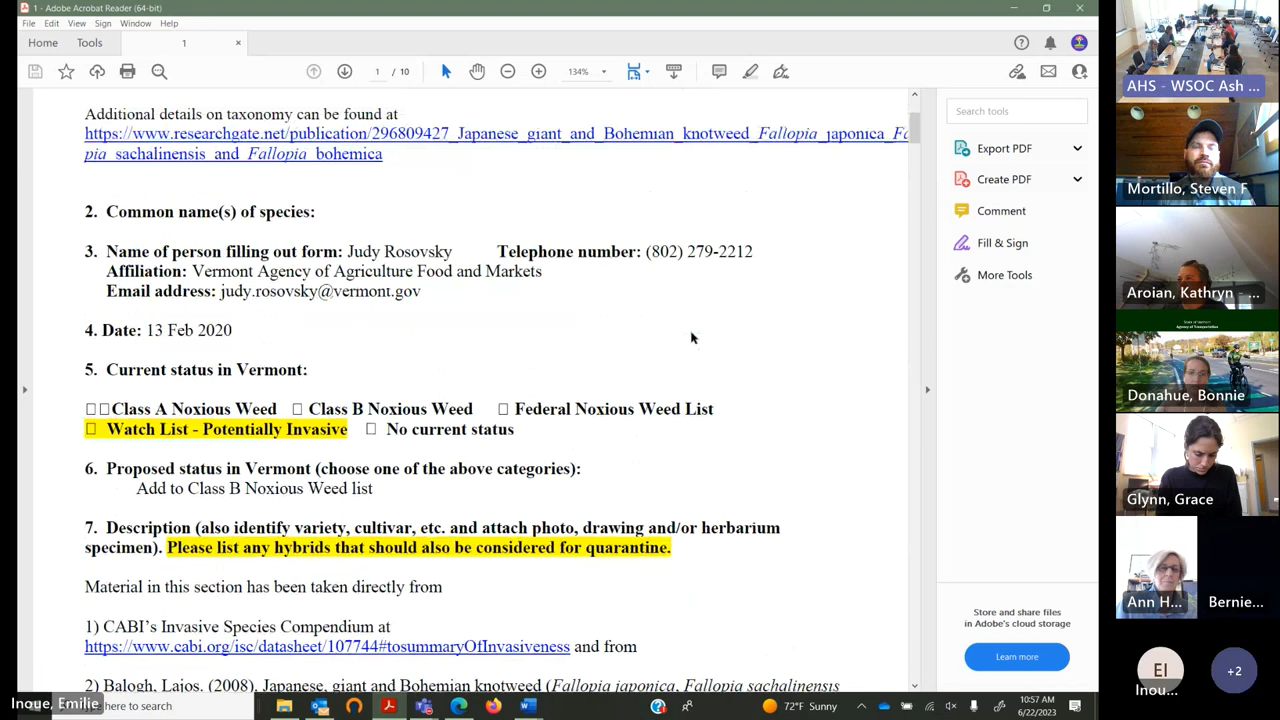 1 - Adobe Acrobat Reader (64-bit)
File Edit View Sign Window Help
Home Tools 1 ×
1 / 10 134%
Additional details on taxonomy can be found at
https://www.researchgate.net/publication/296809427_Japanese_giant_and_Bohemian_knotweed_Fallopia_japonica_Fa
pia_sachalinensis_and_Fallopia_bohemica
2. Common name(s) of species:
3. Name of person filling out form: Judy Rosovsky Telephone number: (802) 279-2212
Affiliation: Vermont Agency of Agriculture Food and Markets
Email address: judy.rosovsky@vermont.gov
4. Date: 13 Feb 2020
5. Current status in Vermont:
Class A Noxious Weed Class B Noxious Weed Federal Noxious Weed List
Watch List - Potentially Invasive No current status
6. Proposed status in Vermont (choose one of the above categories):
Add to Class B Noxious Weed list
7. Description (also identify variety, cultivar, etc. and attach photo, drawing and/or herbarium
specimen). Please list any hybrids that should also be considered for quarantine.
Material in this section has been taken directly from
1) CABI's Invasive Species Compendium at
https://www.cabi.org/isc/datasheet/107744#tosummaryOfInvasiveness and from
2) Balogh, Lajos. (2008). Japanese, giant and Bohemian knotweed (Fallopia japonica, Fallopia sachalinensis
Search tools
Export PDF
Create PDF
Comment
Fill & Sign
More Tools
Store and share files
in Adobe's cloud storage
Learn more
Inoue, Emilie
here to search
72°F Sunny
10:57 AM
6/22/2023
AHS - WSOC Ash ...
Mortillo, Steven F
Aroian, Kathryn - ...
State of Vermont
Agency of Transportation
Donahue, Bonnie
Glynn, Grace
Ann H... Bernie...
EI +2
Inou...